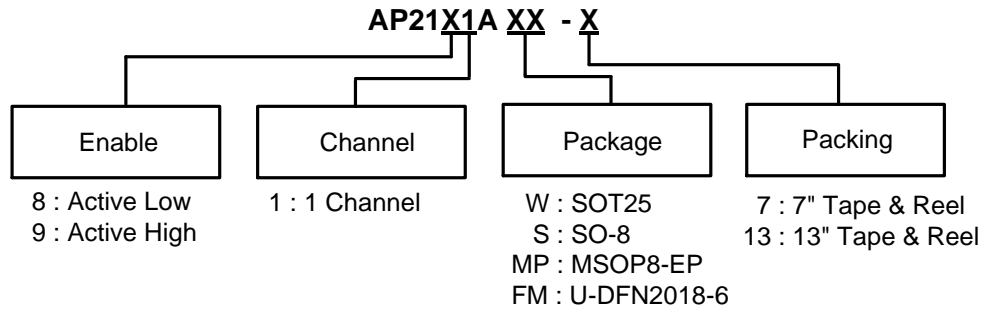 AP21X1A XX - X
Enable
Channel
Package
Packing
8 : Active Low
9 : Active High
1 : 1 Channel
W : SOT25
S : SO-8
MP : MSOP8-EP
FM : U-DFN2018-6
7 : 7" Tape & Reel
13 : 13" Tape & Reel